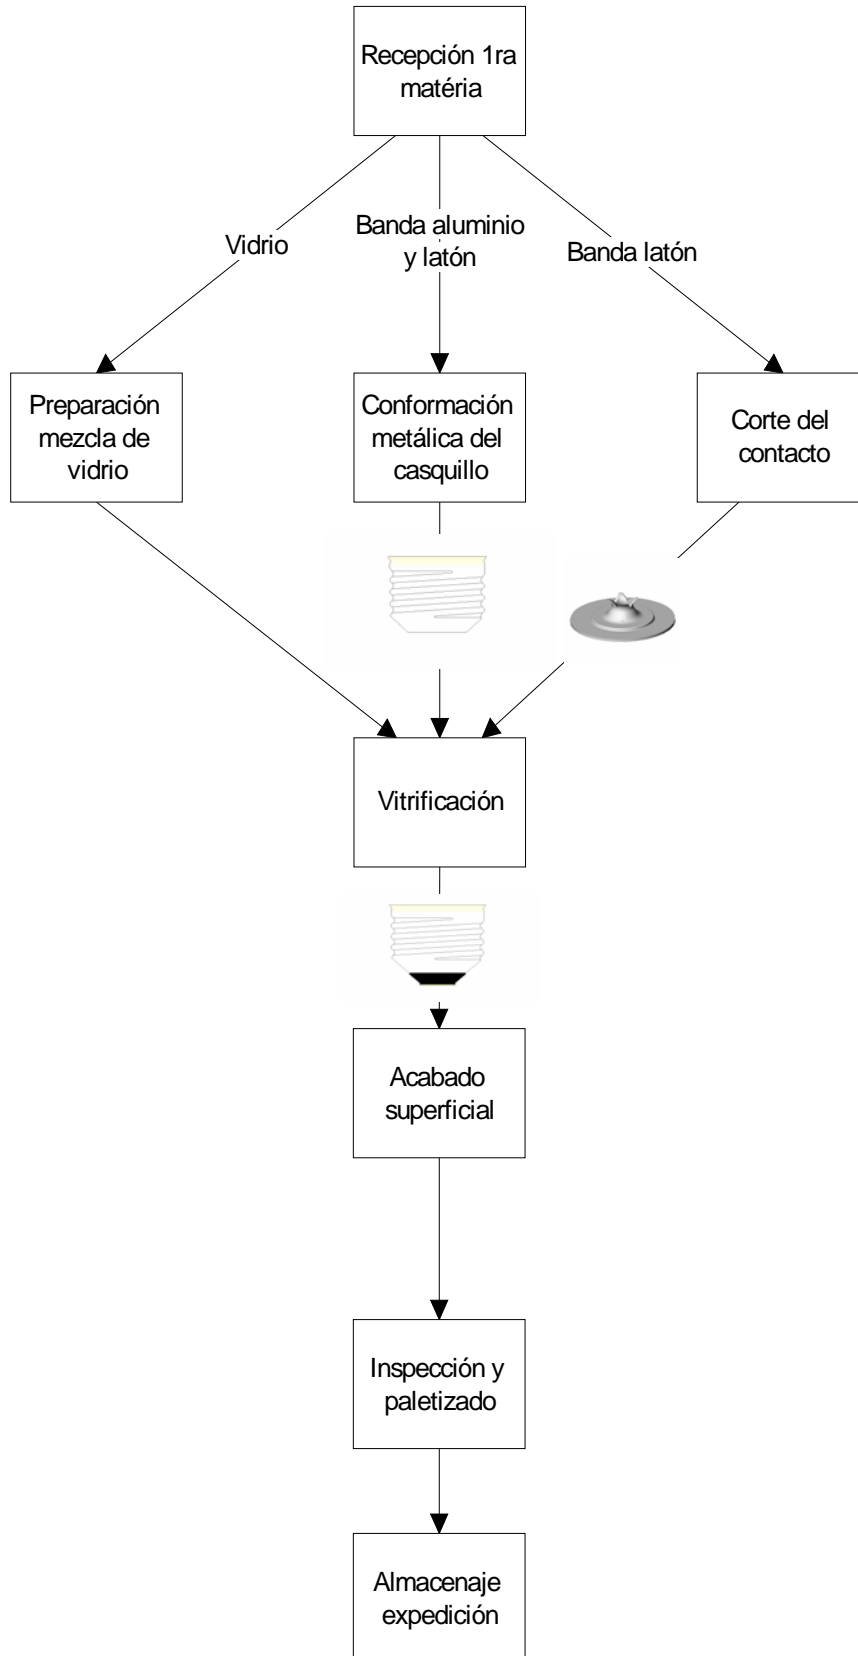 Recepción 1ra
matéria
Vidrio
Banda aluminio
y latón
Banda latón
Preparación
mezcla de
vidrio
Conformación
metálica del
casquillo
Corte del
contacto
Vitrificación
Acabado
superficial
Inspección y
paletizado
Almacenaje
expedición